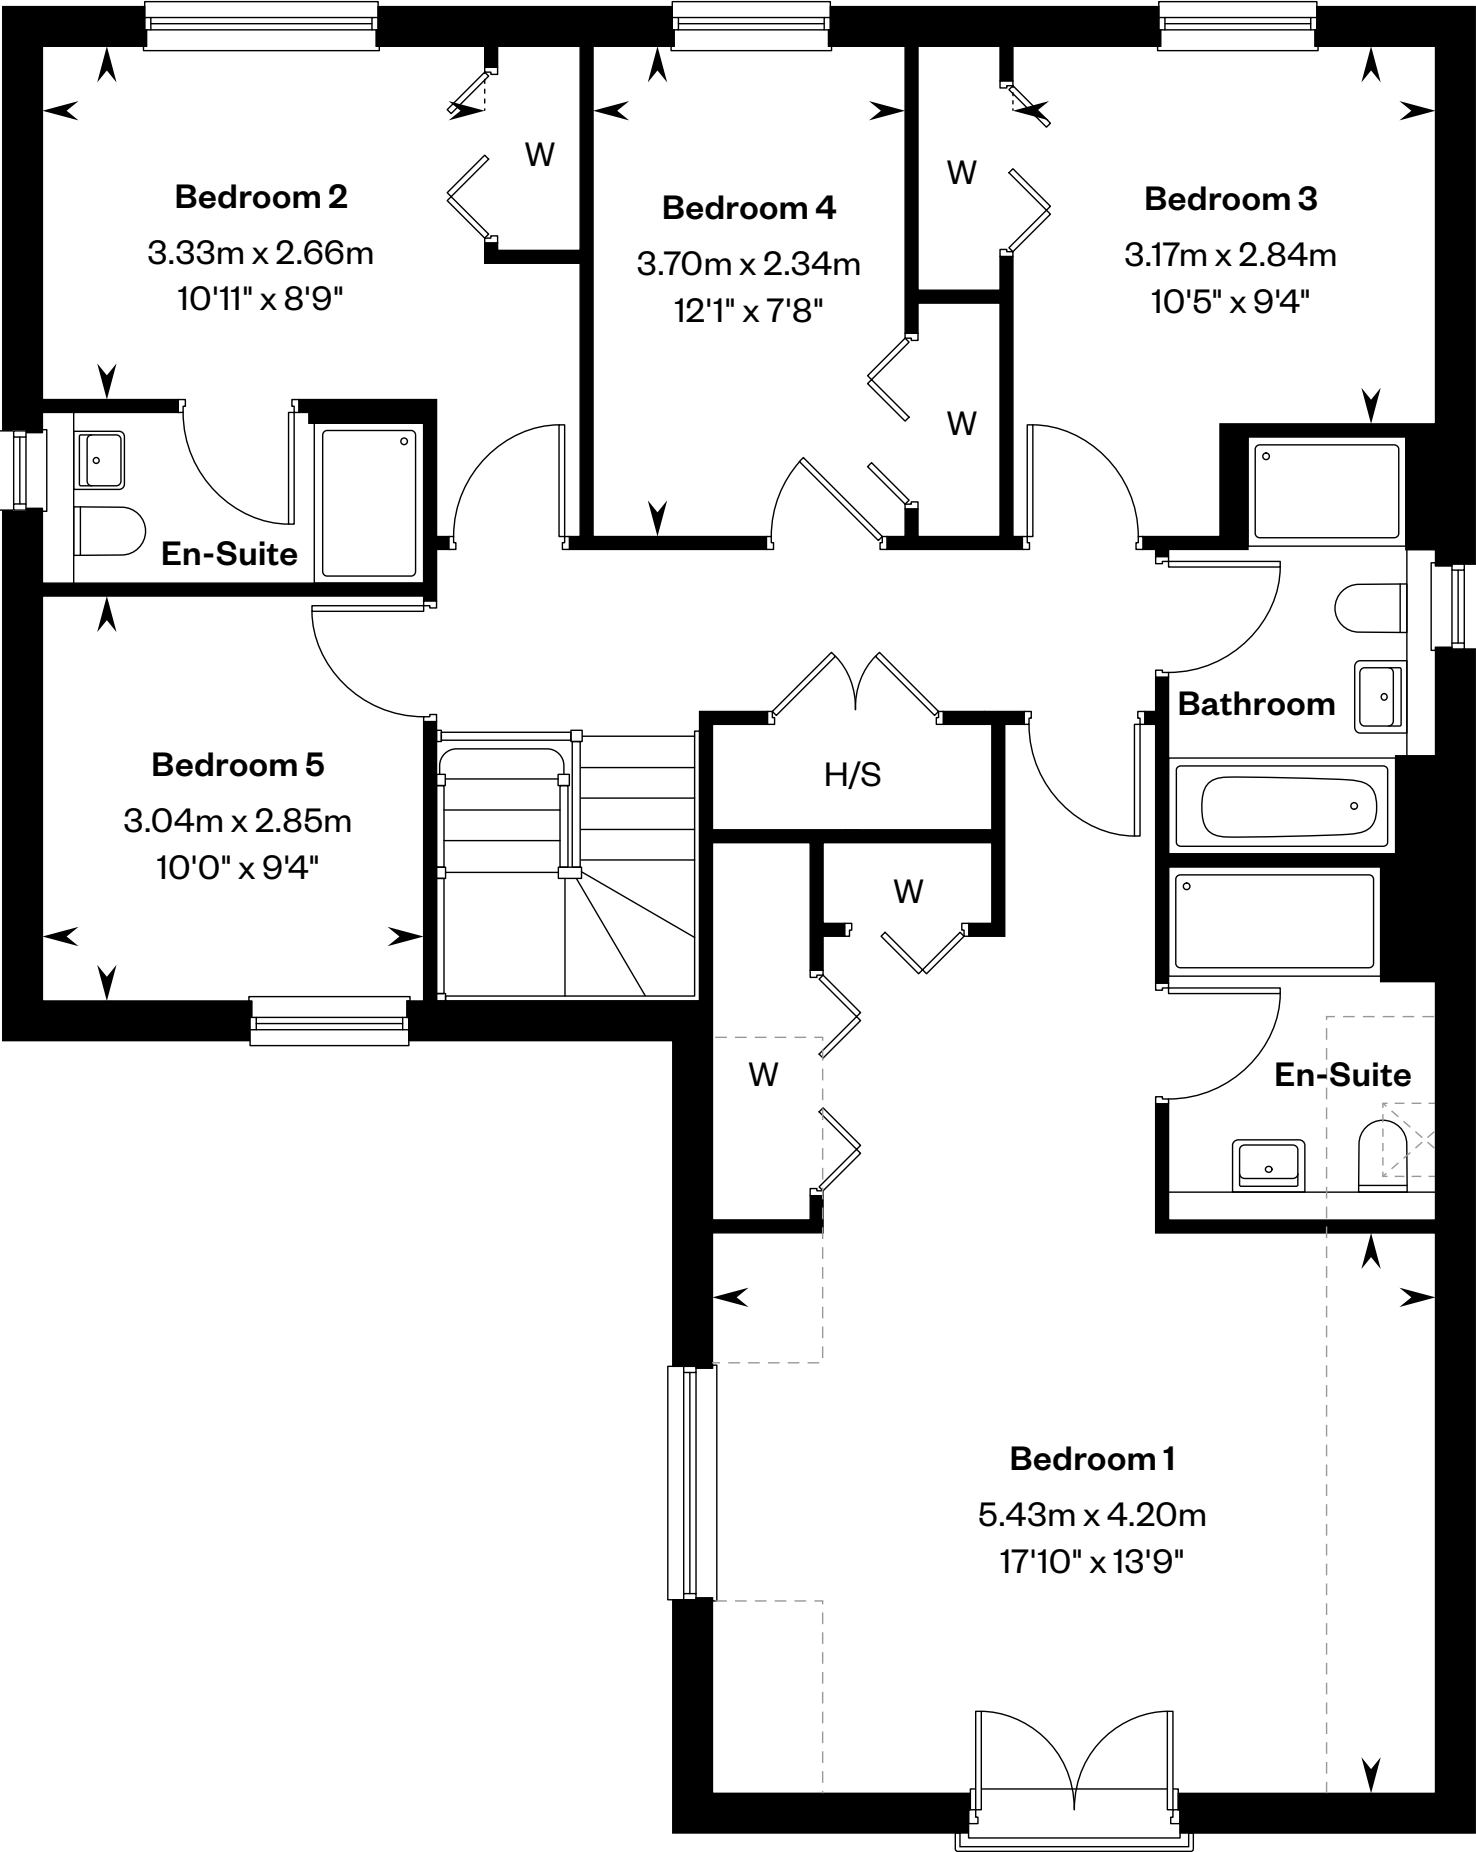 W
Bedroom 2
3.33m x 2.66m
10'11" x 8'9"
Bedroom 4
3.70m x 2.34m
12'1" x 7'8"
W
Bedroom 3
3.17m x 2.84m
10'5" x 9'4"
W
En-Suite
Bathroom
Bedroom 5
3.04m x 2.85m
10'0" x 9'4"
H/S
W
W
En-Suite
Bedroom 1
5.43m x 4.20m
17'10" x 13'9"